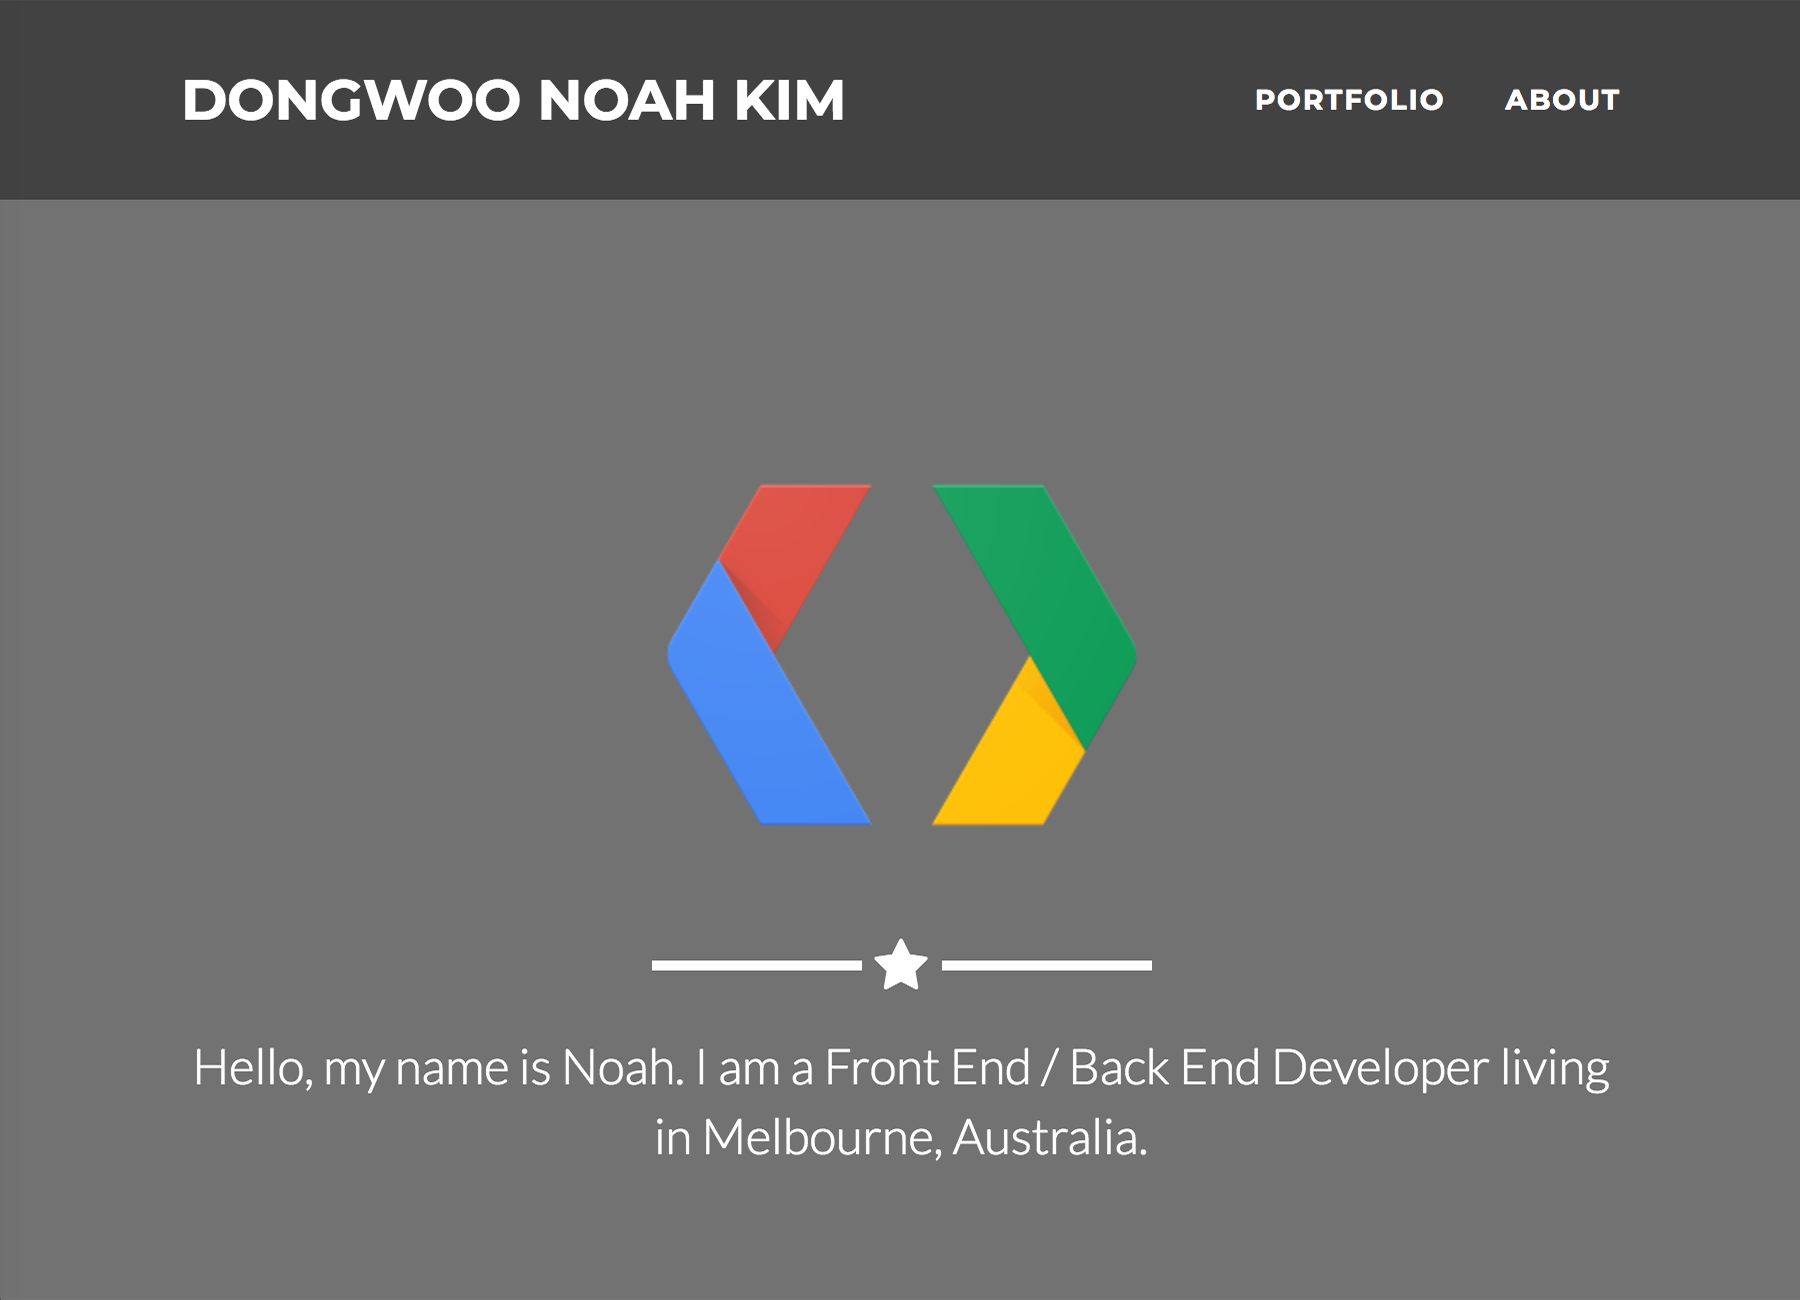 DONGWOO NOAH KIM
PORTFOLIO
ABOUT
Hello, my name is Noah. I am a Front End / Back End Developer living
in Melbourne, Australia.